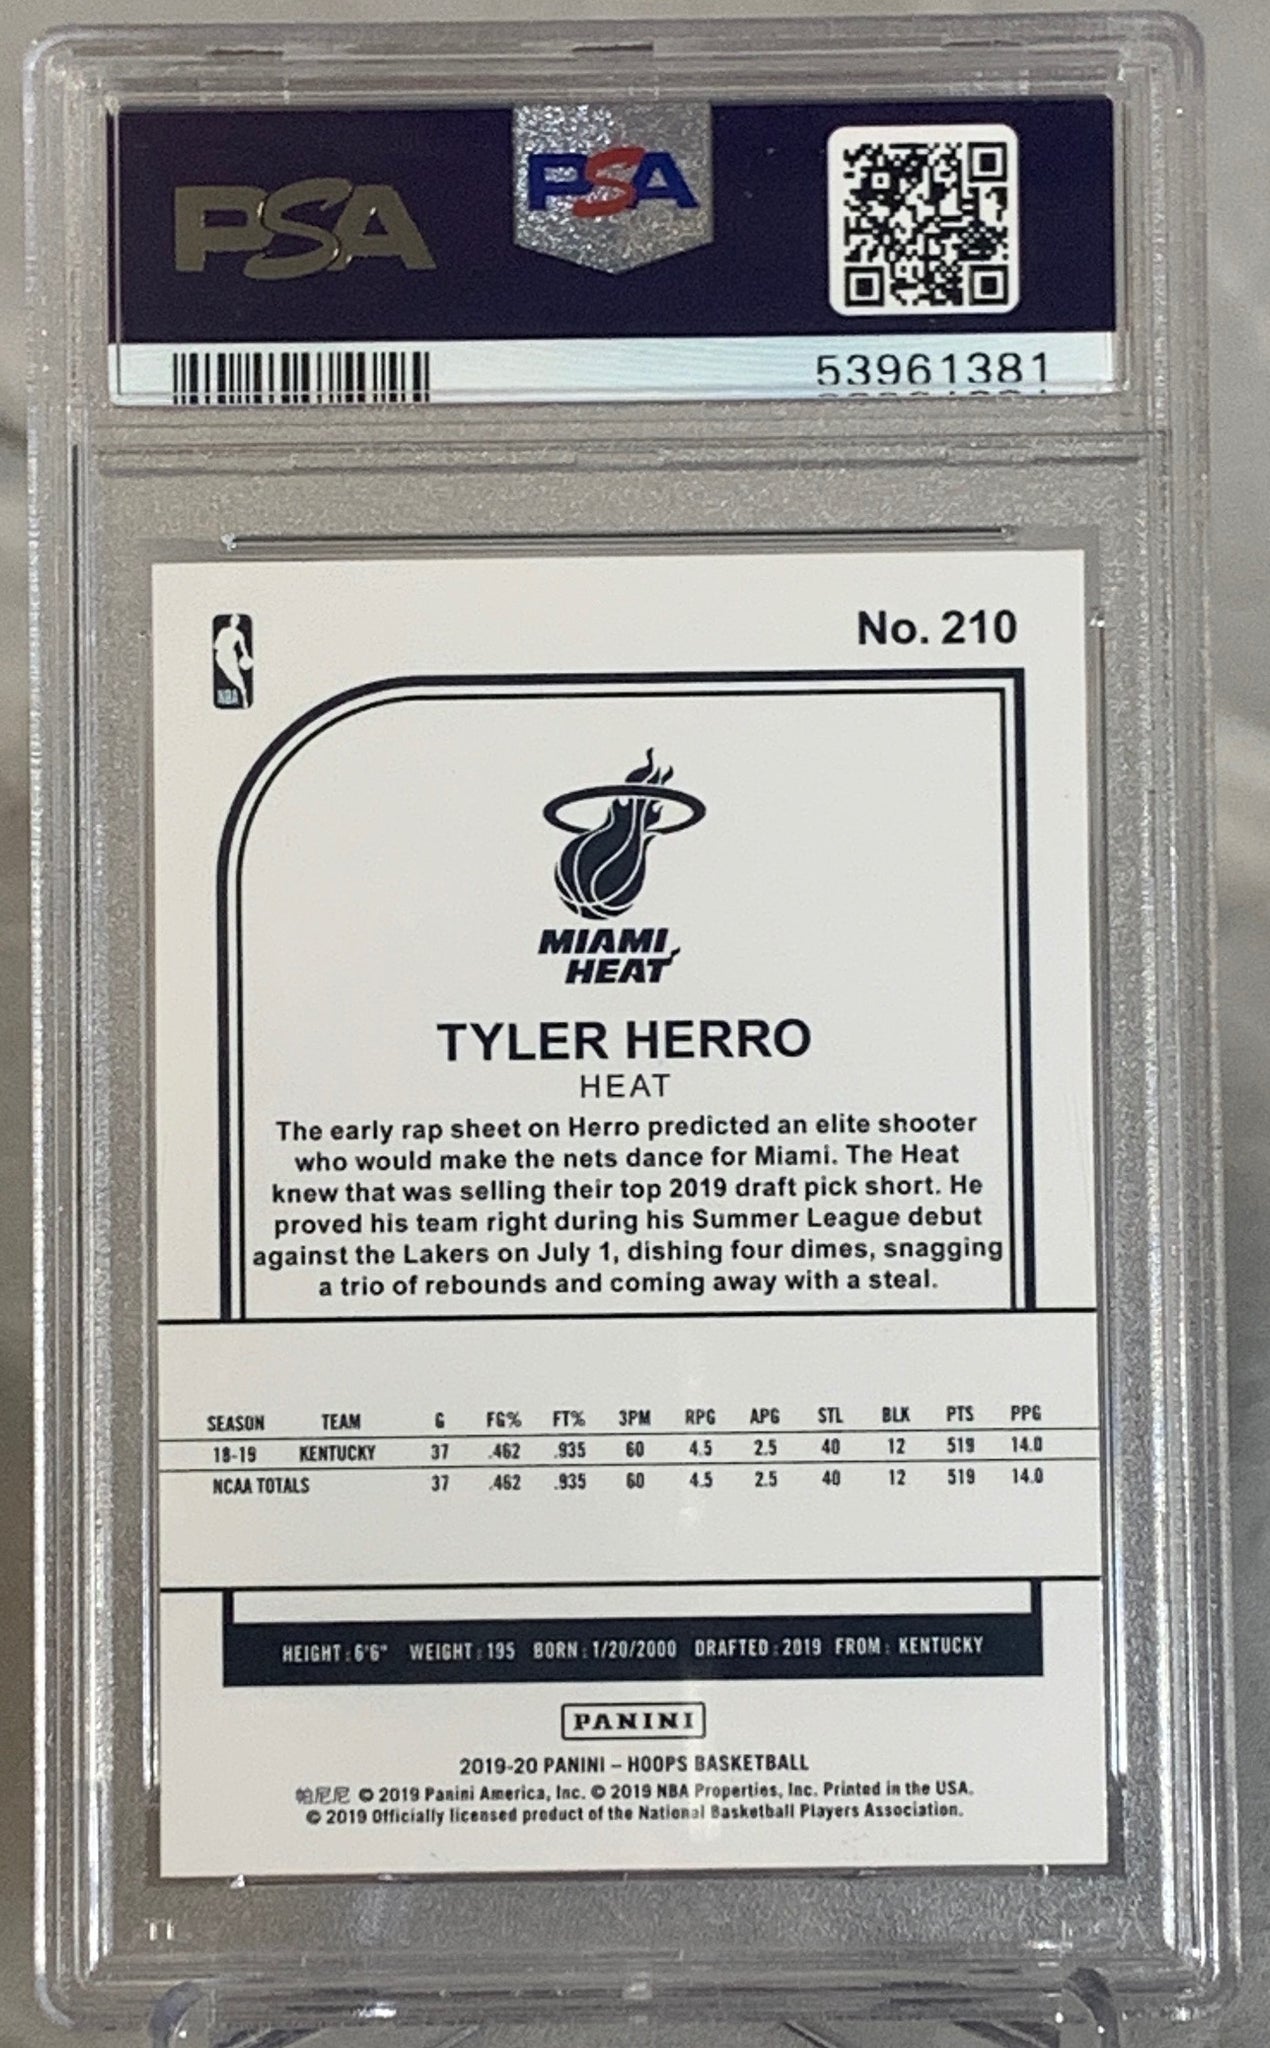 PSA
PSA
53961381
NBA
No. 210
MIAMI
HEAT
TYLER HERRO
HEAT
The early rap sheet on Herro predicted an elite shooter
who would make the nets dance for Miami. The Heat
knew that was selling their top 2019 draft pick short. He
proved his team right during his Summer League debut
against the Lakers on July 1, dishing four dimes, snagging
a trio of rebounds and coming away with a steal.
SEASON TEAM G FG% FT% 3PM RPG APG STL BLK PTS PPG
18-19 KENTUCKY 37 .462 .935 60 4.5 2.5 40 12 519 14.0
NCAA TOTALS 37 .462 .935 60 4.5 2.5 40 12 519 14.0
HEIGHT: 6'6" WEIGHT: 195 BORN: 1/20/2000 DRAFTED: 2019 FROM: KENTUCKY
PANINI
2019-20 PANINI – HOOPS BASKETBALL
帕尼尼 © 2019 Panini America, Inc. © 2019 NBA Properties, Inc. Printed in the USA.
© 2019 Officially licensed product of the National Basketball Players Association.